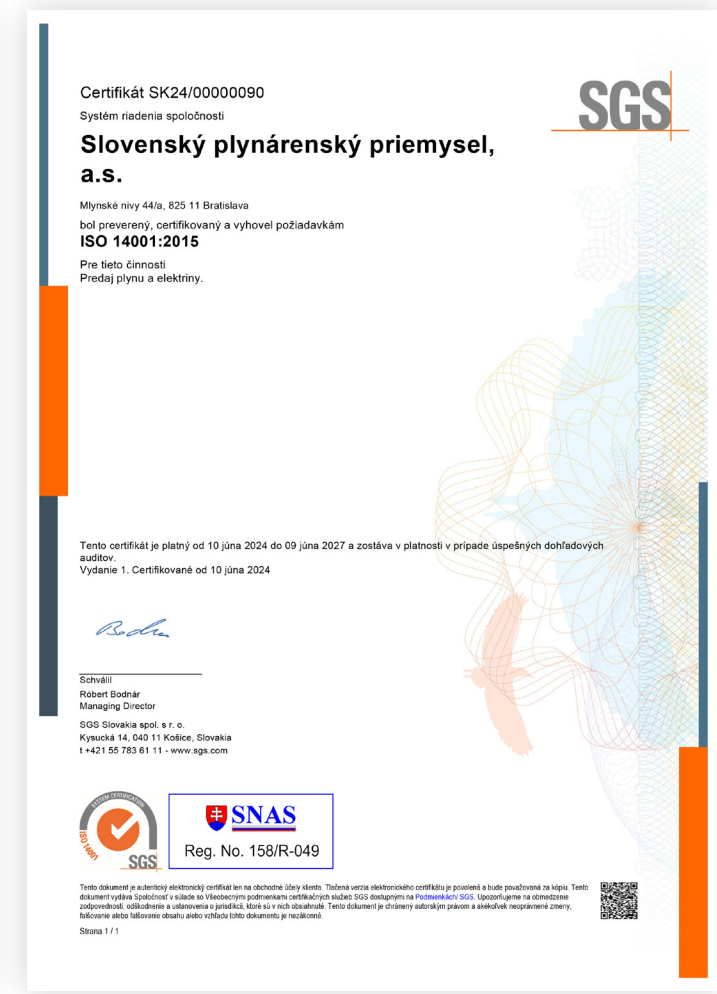 Certifikát SK24/00000090
SGS
Systém riadenia spoločnosti
Slovenský plynárenský priemysel,
a.s.
Mlynské nivy 44/a, 825 11 Bratislava
bol preverený, certifikovaný a vyhovel požiadavkám
ISO 14001:2015
Pre tieto činnosti
Predaj plynu a elektriny.
Tento certifikát je platný od 10 júna 2024 do 09 júna 2027 a zostáva v platnosti v prípade úspešných dohľadových
auditov.
Vydanie 1. Certifikované od 10 júna 2024
Schválil
Róbert Bodnár
Managing Director
SGS Slovakia spol. s r. o.
Kysucká 14, 040 11 Košice, Slovakia
t +421 55 783 61 11 - www.sgs.com
SYSTEM CERTIFICATION
ISO 14001
SGS
SNAS
Reg. No. 158/R-049
Tento dokument je autentický elektronický certifikát len na obchodné účely klienta. Tlačená verzia elektronického certifikátu je povolená a bude považovaná za kópiu. Tento
dokument vydáva Spoločnosť v súlade so Všeobecnými podmienkami certifikačných služieb SGS dostupnými na Podmienkách/ SGS. Upozorňujeme na obmedzenie
zodpovednosti, odškodnenie a ustanovenia o jurisdikcii, ktoré sú v nich obsiahnuté. Tento dokument je chránený autorským právom a akékoľvek neoprávnené zmeny,
falšovanie alebo falšovanie obsahu alebo vzhľadu tohto dokumentu je nezákonné.
Strana 1 / 1